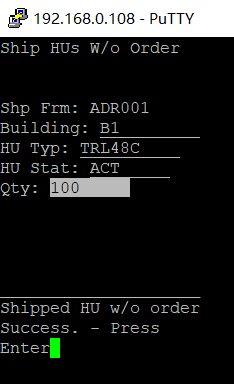 192.168.0.108 - PuTTY
Ship HUs W/o Order
Shp Frm: ADR001
Building: B1
HU Typ: TRL48C
HU Stat: ACT
Qty: 100
Shipped HU w/o order
Success. - Press
Enter